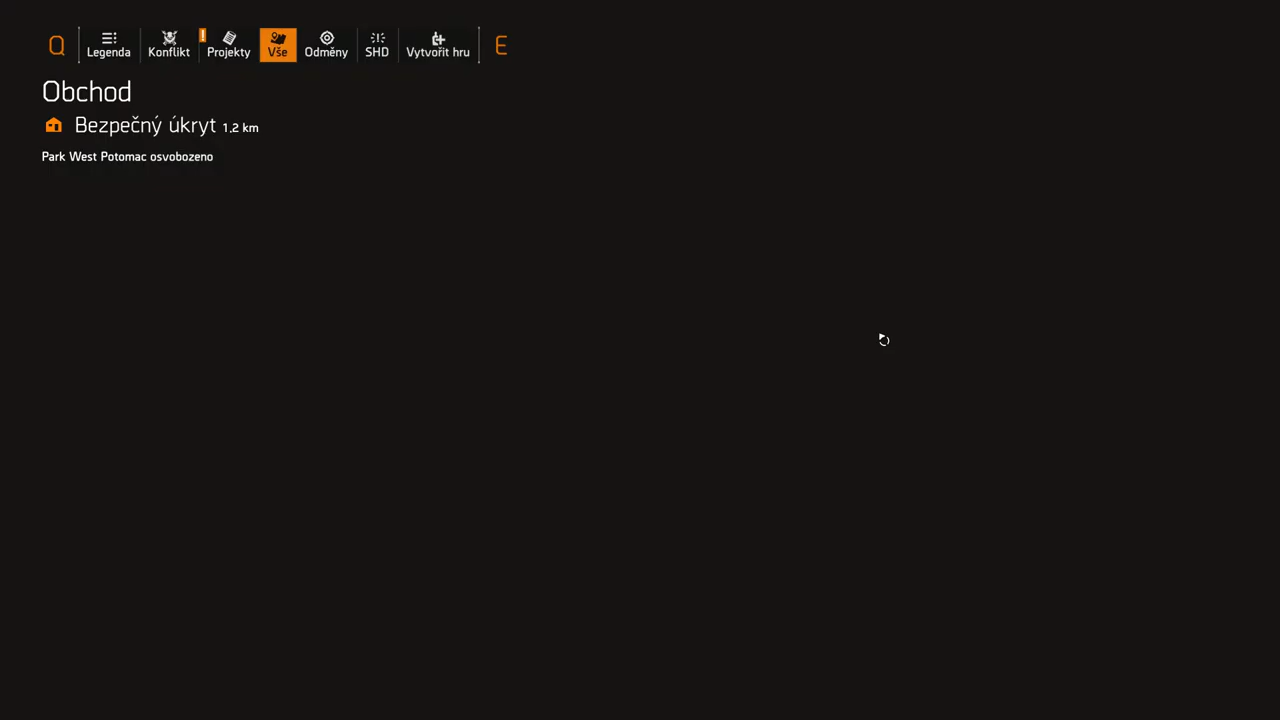 Q Legenda Konflikt ! Projekty Vše Odměny SHD Vytvořit hru E
Obchod
Bezpečný úkryt 1.2 km
Park West Potomac osvobozeno